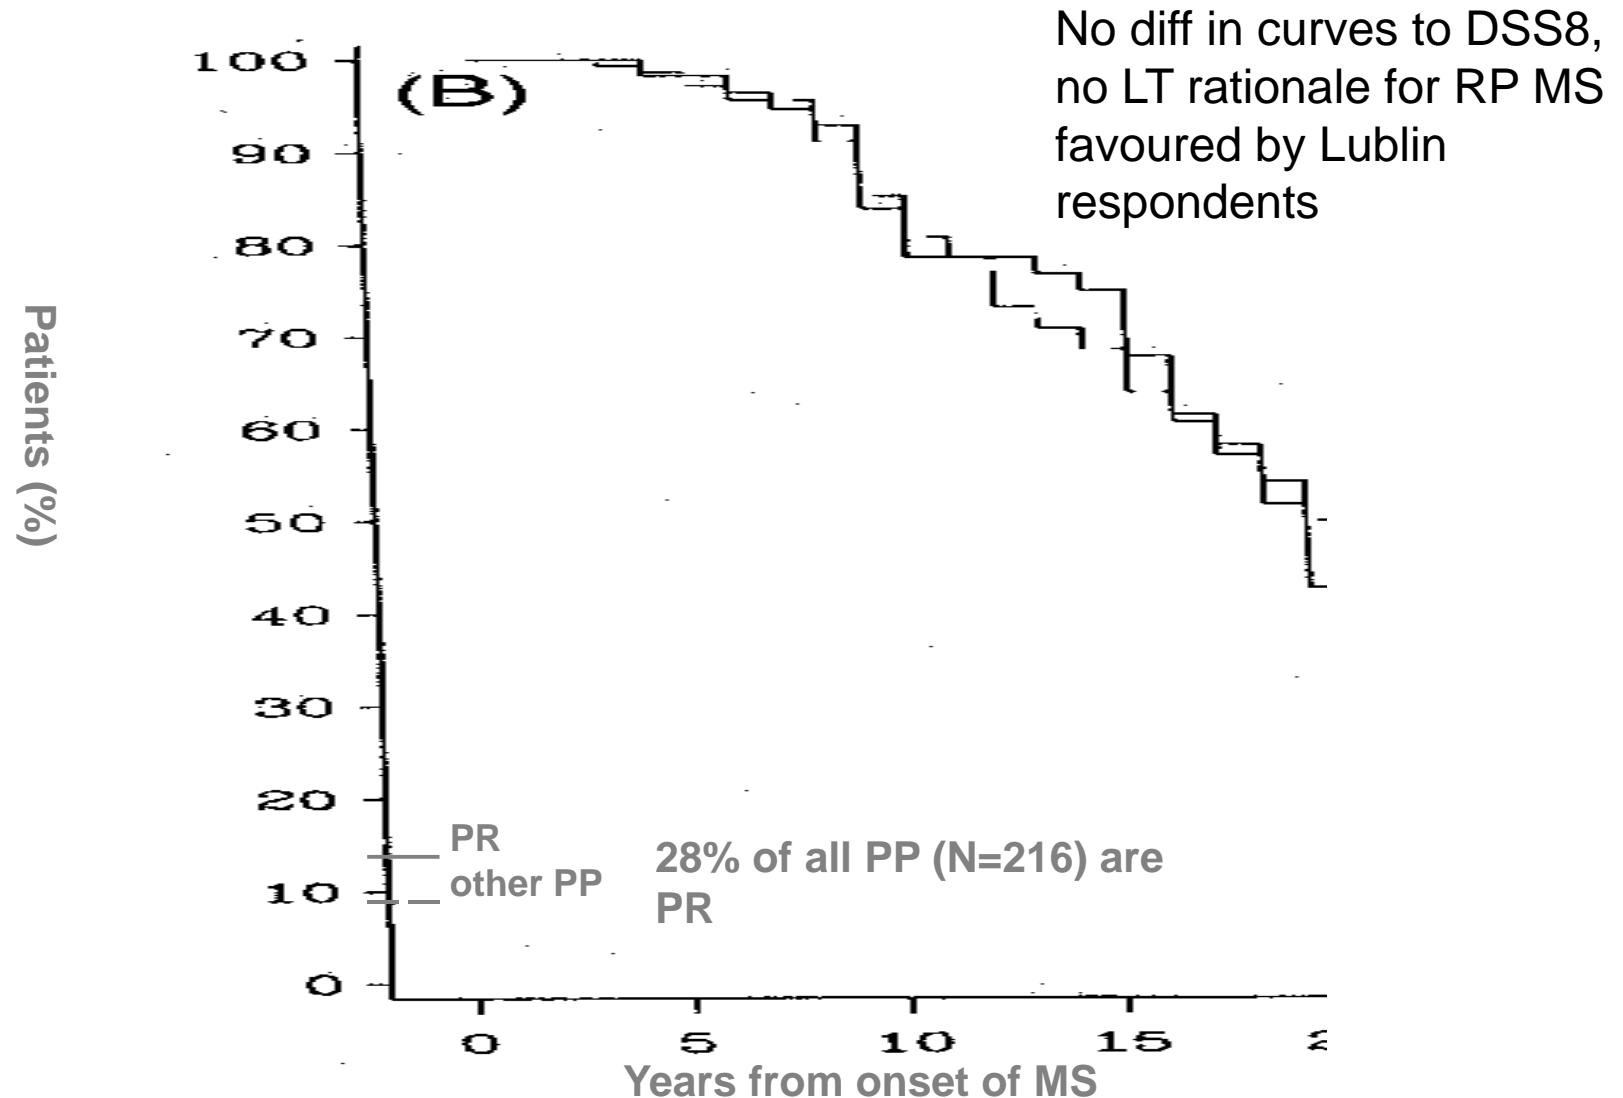 No diff in curves to DSS8,
no LT rationale for RP MS
favoured by Lublin
respondents
(B)
100
90
80
70
60
50
40
30
20
10
0
Patients (%)
PR
other PP
28% of all PP (N=216) are
PR
0 5 10 15
Years from onset of MS